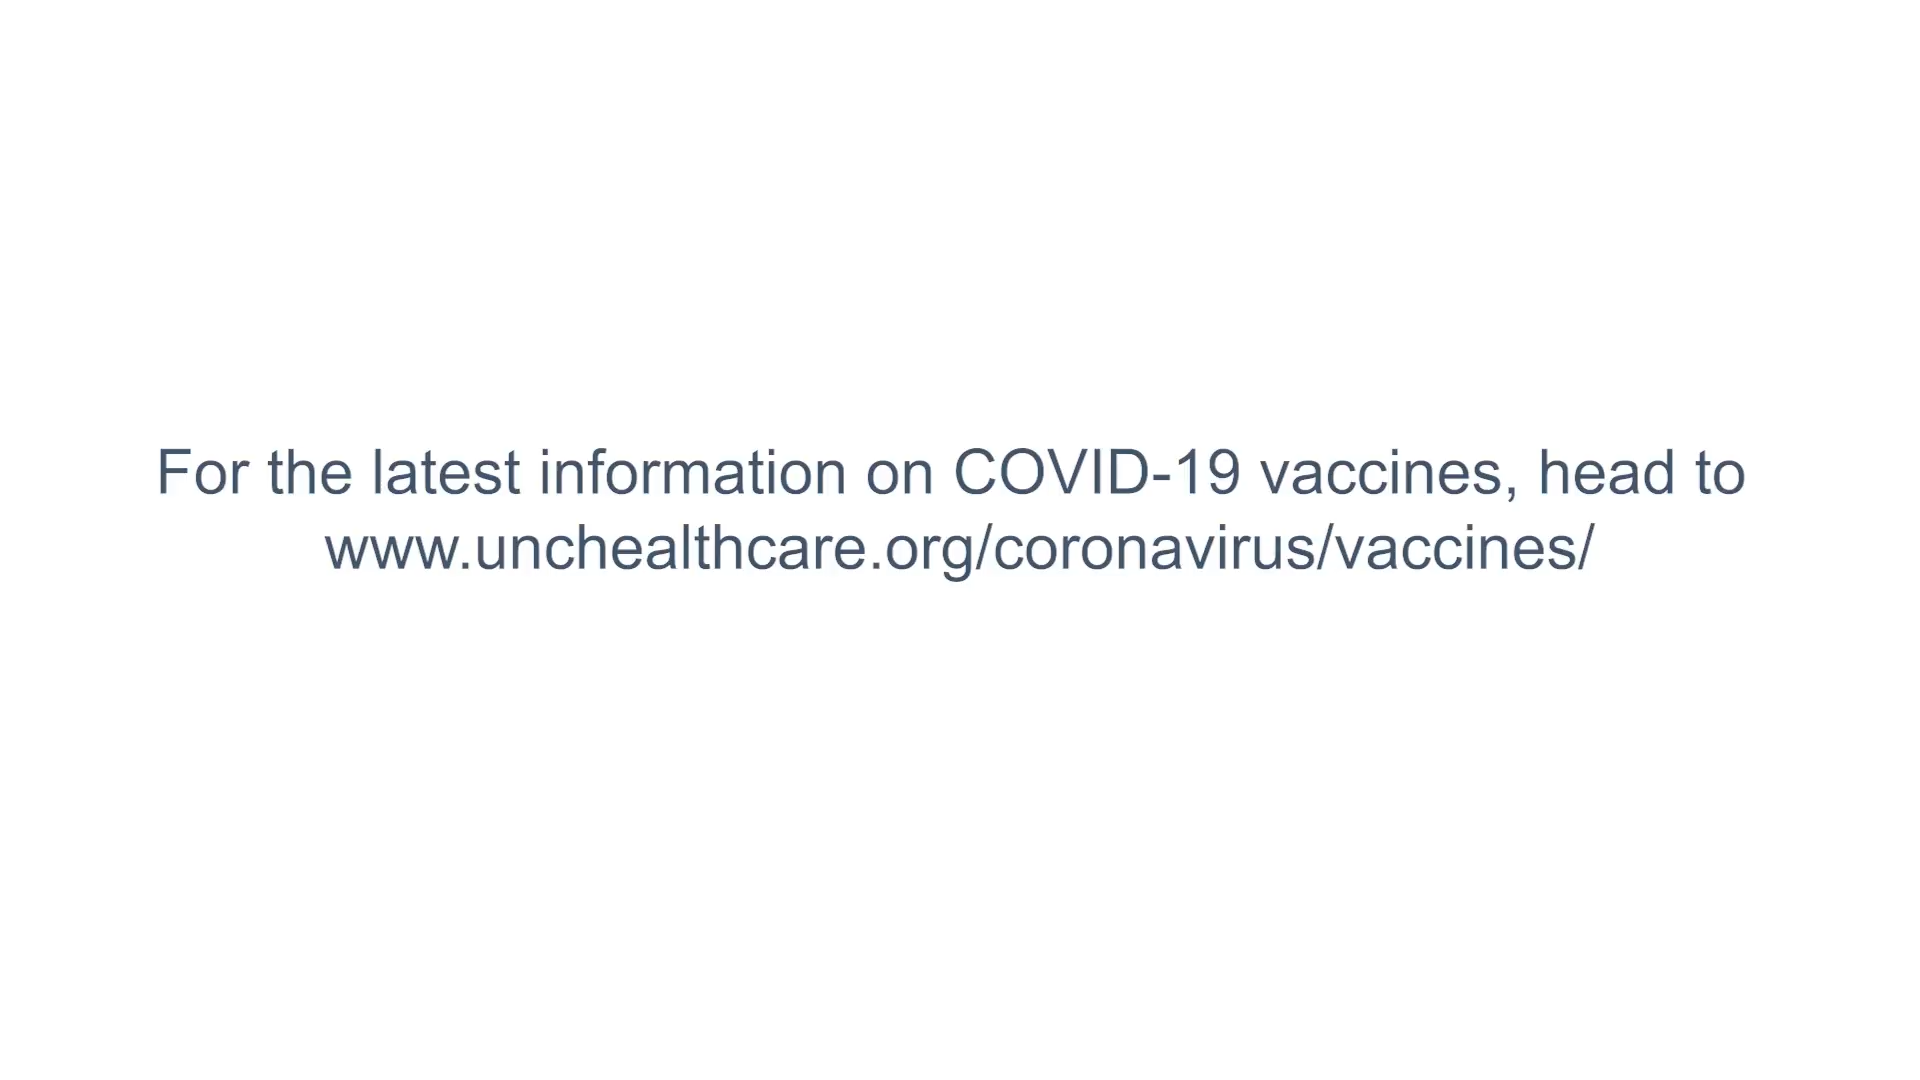 For the latest information on COVID-19 vaccines, head to
www.unchealthcare.org/coronavirus/vaccines/